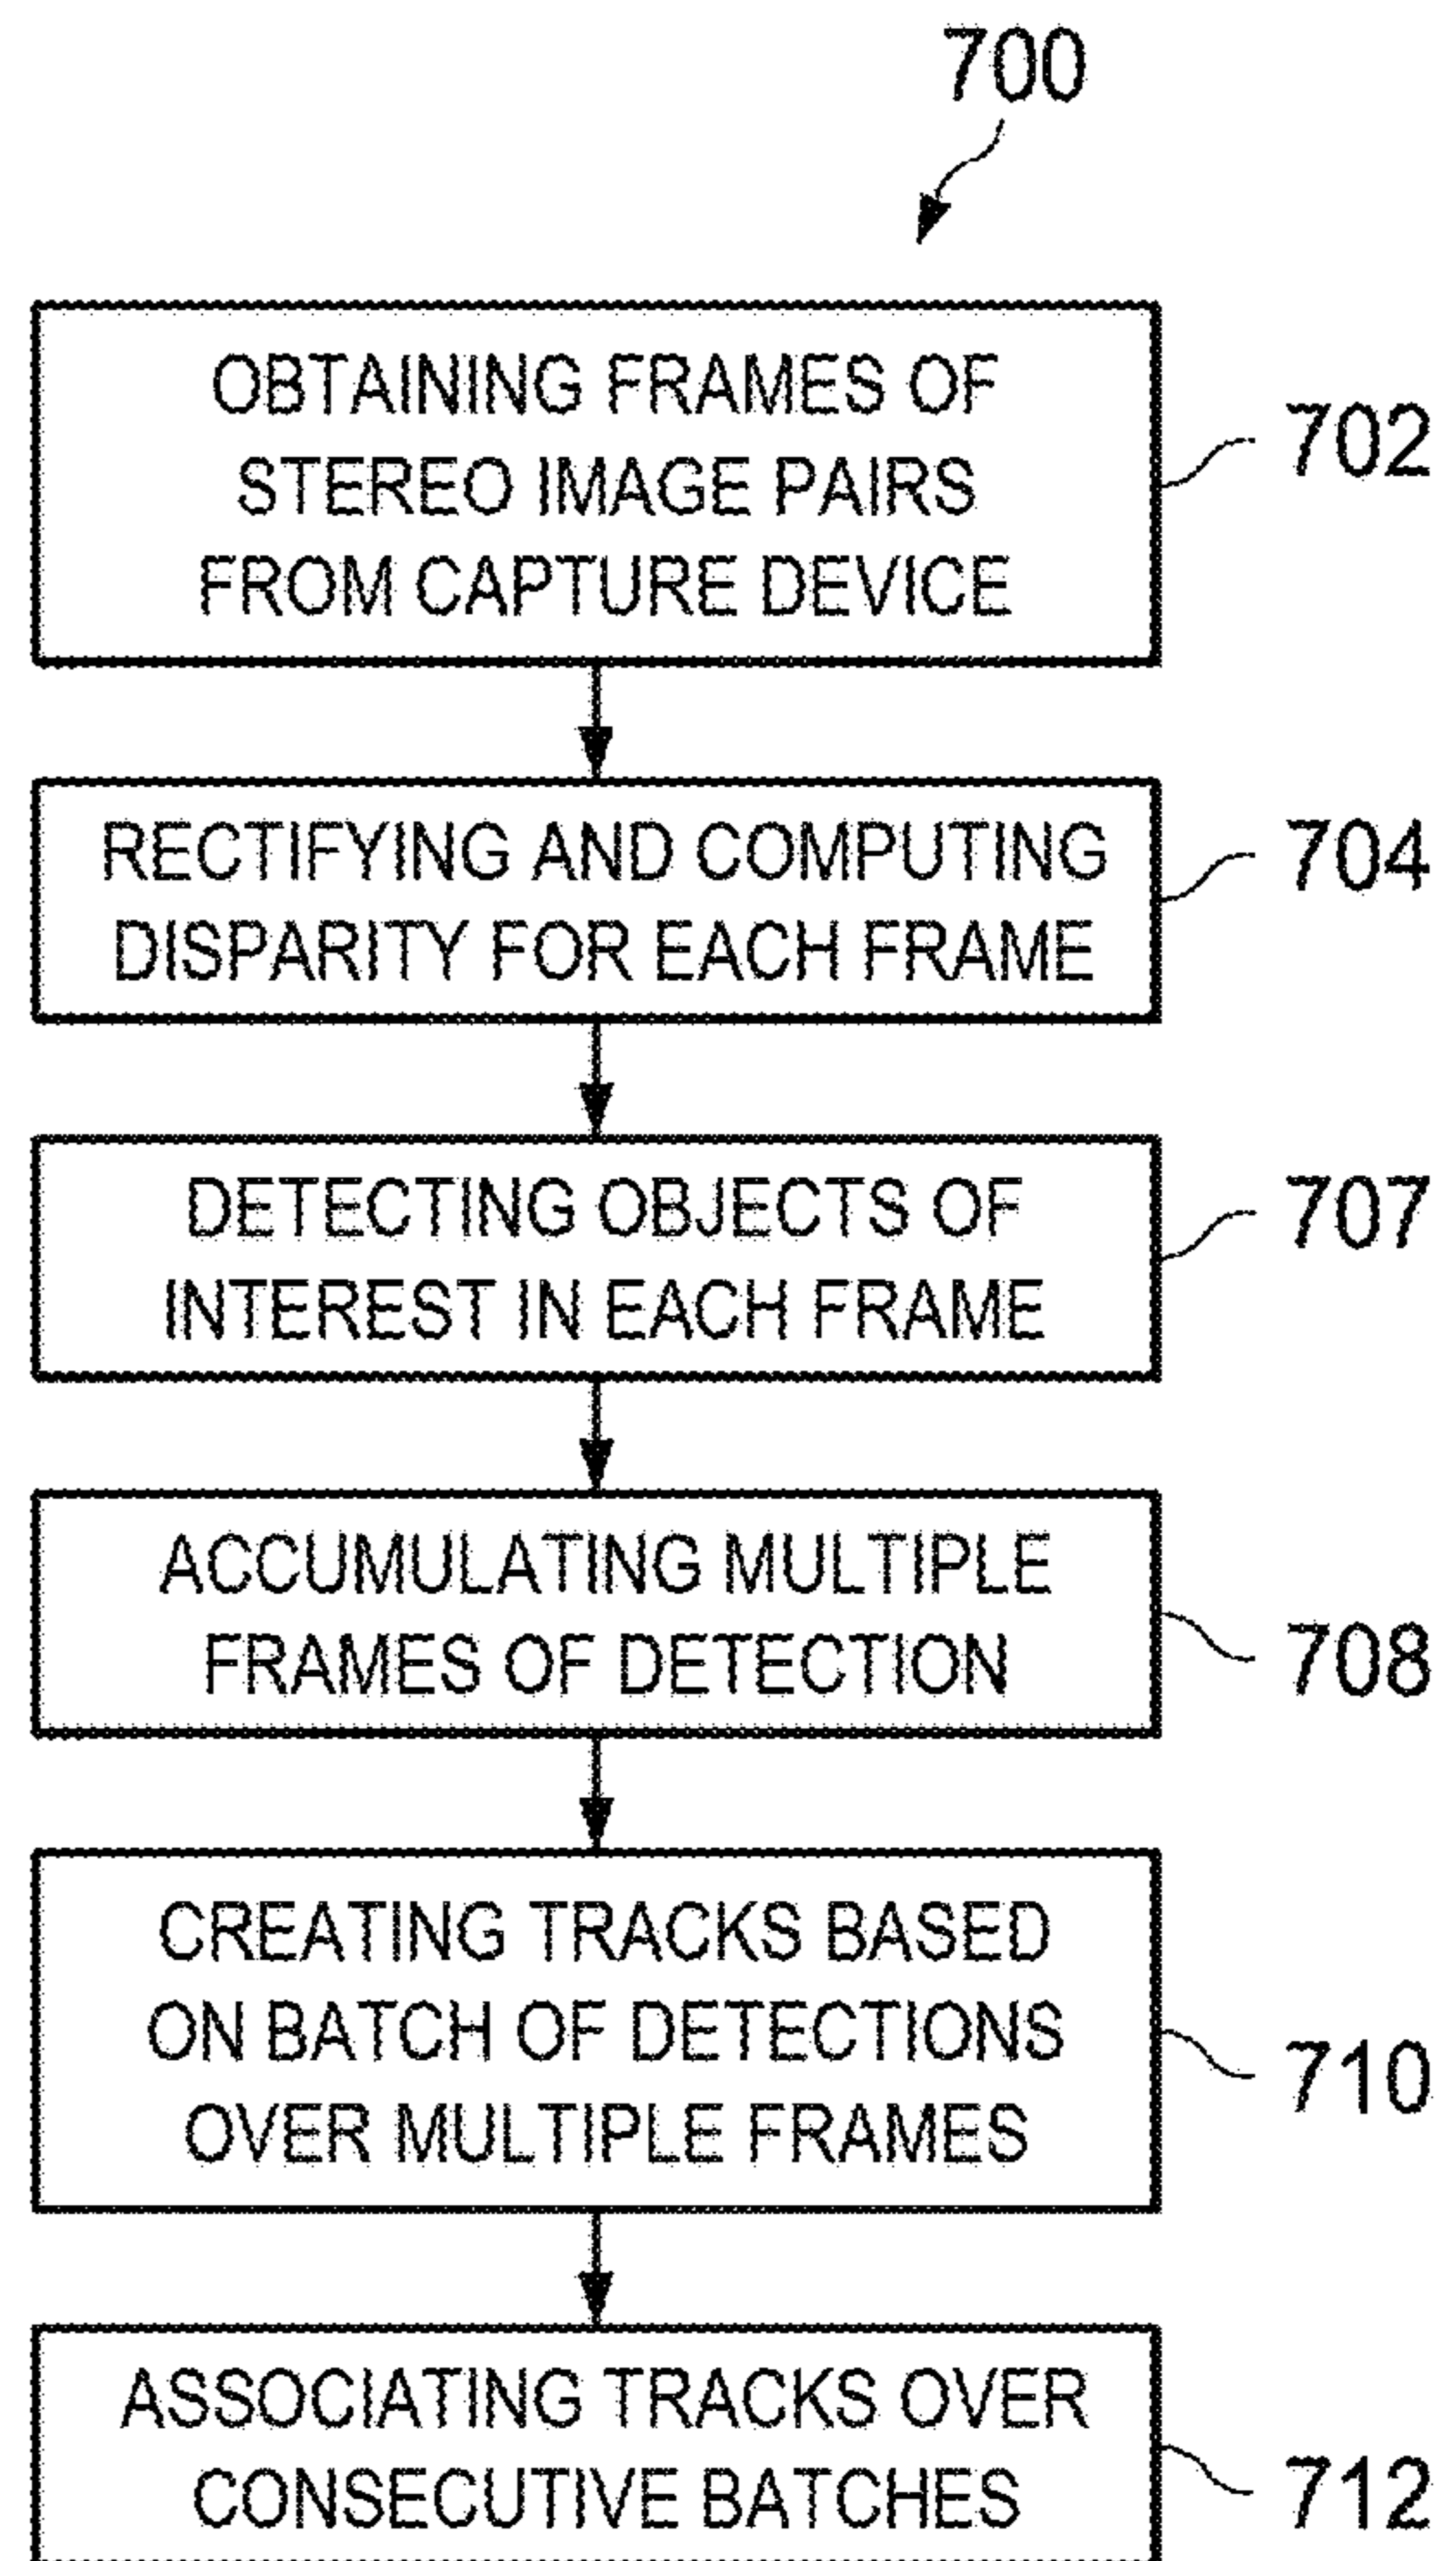 700
OBTAINING FRAMES OF
STEREO IMAGE PAIRS
FROM CAPTURE DEVICE
702
RECTIFYING AND COMPUTING
DISPARITY FOR EACH FRAME
704
DETECTING OBJECTS OF
INTEREST IN EACH FRAME
707
ACCUMULATING MULTIPLE
FRAMES OF DETECTION
708
CREATING TRACKS BASED
ON BATCH OF DETECTIONS
OVER MULTIPLE FRAMES
710
ASSOCIATING TRACKS OVER
CONSECUTIVE BATCHES
712